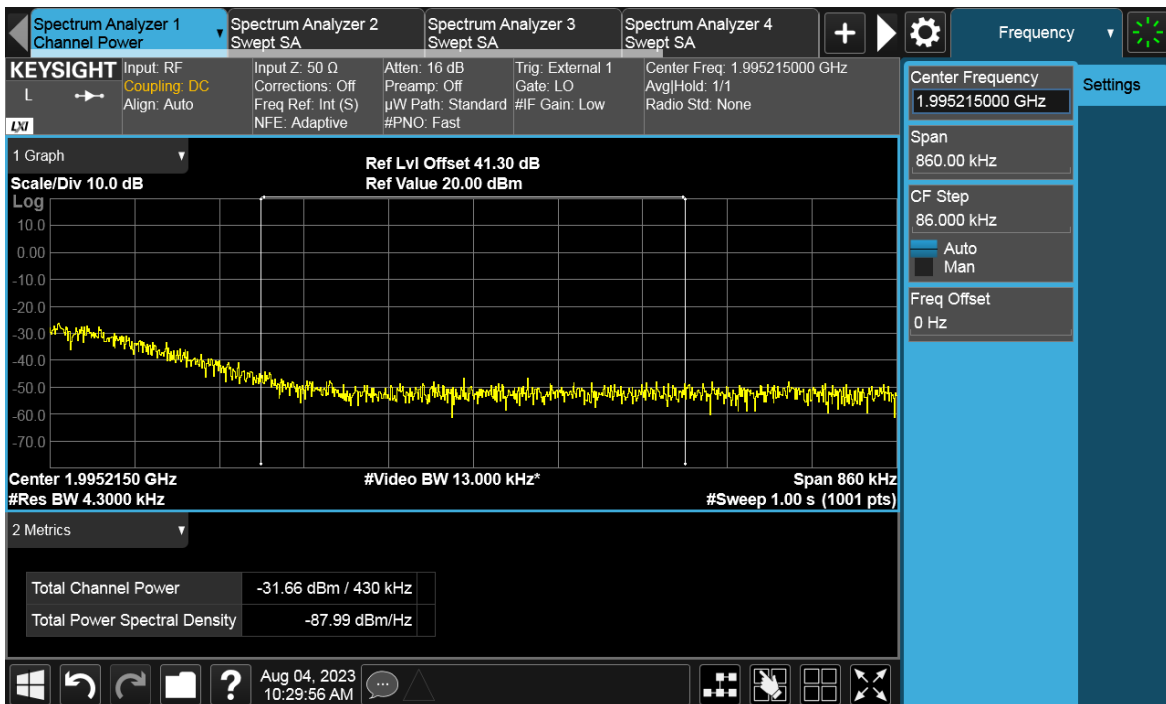 Spectrum Analyzer 1
Channel Power
Spectrum Analyzer 2
Swept SA
Spectrum Analyzer 3
Swept SA
Spectrum Analyzer 4
Swept SA
Frequency
KEYSIGHT
L
LXI
Input: RF
Coupling: DC
Align: Auto
Input Z: 50 Ω
Corrections: Off
Freq Ref: Int (S)
NFE: Adaptive
Atten: 16 dB
Preamp: Off
µW Path: Standard
#PNO: Fast
Trig: External 1
Gate: LO
#IF Gain: Low
Center Freq: 1.995215000 GHz
Avg|Hold: 1/1
Radio Std: None
Center Frequency
1.995215000 GHz
Settings
Span
860.00 kHz
CF Step
86.000 kHz
Auto
Man
Freq Offset
0 Hz
1 Graph
Scale/Div 10.0 dB
Ref Lvl Offset 41.30 dB
Ref Value 20.00 dBm
Log
10.0
0.00
-10.0
-20.0
-30.0
-40.0
-50.0
-60.0
-70.0
Center 1.9952150 GHz
#Video BW 13.000 kHz*
Span 860 kHz
#Res BW 4.3000 kHz
#Sweep 1.00 s (1001 pts)
2 Metrics
Total Channel Power -31.66 dBm / 430 kHz
Total Power Spectral Density -87.99 dBm/Hz
?
Aug 04, 2023
10:29:56 AM